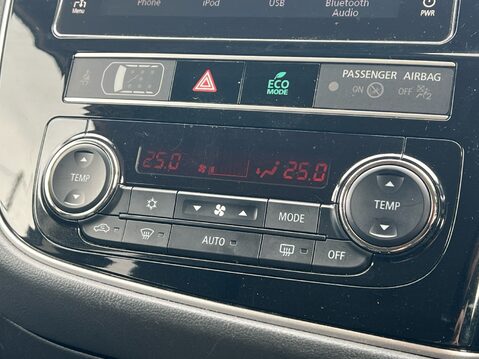 Menu Phone iPod USB Bluetooth Audio PWR
ECO MODE PASSENGER AIRBAG
ON OFF 2
25.0 25.0
TEMP TEMP
MODE
AUTO OFF